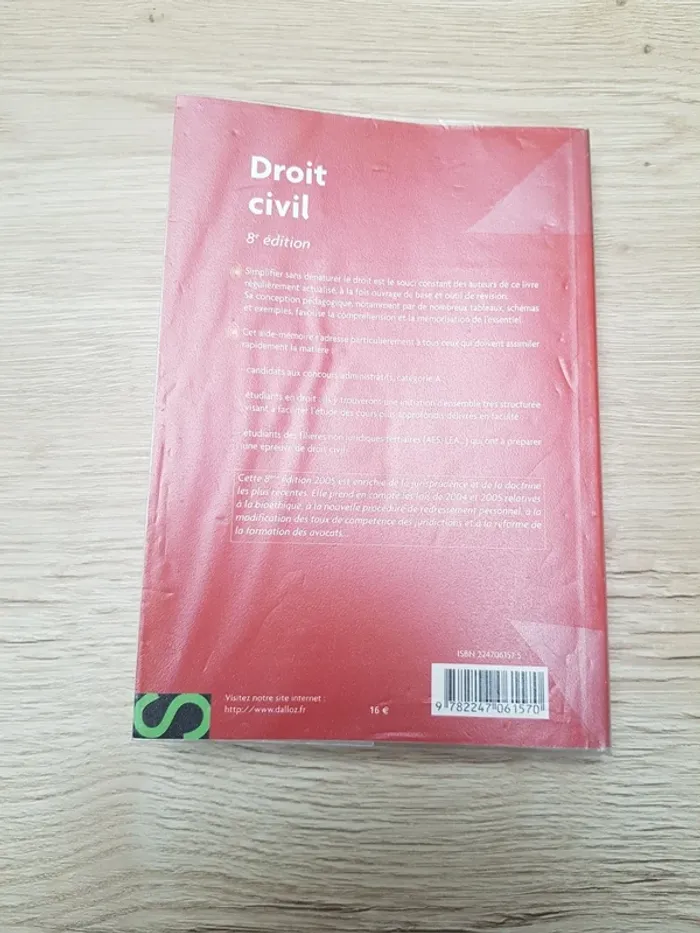 Droit
civil
8e édition
Simplifier sans dénaturer le droit est le souci constant des auteurs de ce livre
régulièrement actualisé, à la fois ouvrage de base et outil de révision.
Sa conception pédagogique, notamment par de nombreux tableaux, schémas
et exemples, favorise la compréhension et la mémorisation de l'essentiel.
Cet aide-mémoire s'adresse particulièrement à tous ceux qui doivent assimiler
rapidement la matière :
– candidats aux concours administratifs, catégorie A ;
– étudiants en droit : ils y trouveront une initiation d'ensemble très structurée
visant à faciliter l'étude des cours plus approfondis délivrés en faculté ;
– étudiants des filières non juridiques tertiaires (AES, LEA...) qui ont à préparer
une épreuve de droit civil.
Cette 8ème édition 2005 est enrichie de la jurisprudence et de la doctrine
les plus récentes. Elle prend en compte les lois de 2004 et 2005 relatives
à la bioéthique, à la nouvelle procédure de redressement personnel, à la
modification des taux de compétence des juridictions et à la réforme de
la formation des avocats...
ISBN 2247061575
9 782247 061570
Visitez notre site internet :
http://www.dalloz.fr
16 €